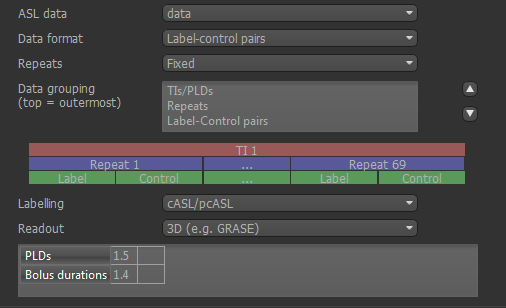 ASL data data
Data format Label-control pairs
Repeats Fixed
Data grouping
(top = outermost)
TIs/PLDs
Repeats
Label-Control pairs
TI 1
Repeat 1 ... Repeat 69
Label Control ... Label Control
Labelling cASL/pcASL
Readout 3D (e.g. GRASE)
PLDs 1.5
Bolus durations 1.4